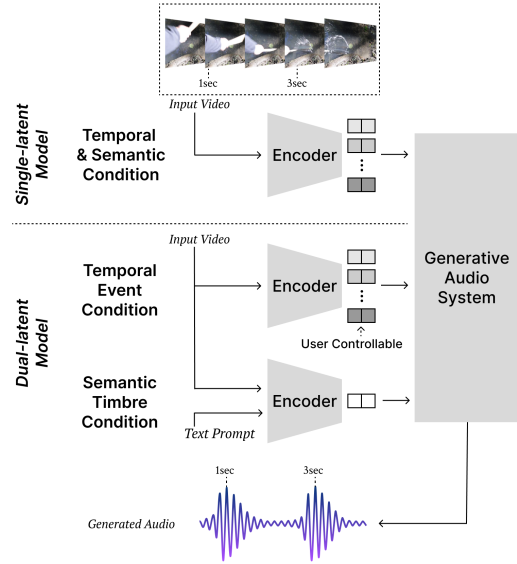 1sec
3sec
Input Video
Single-latent
Model
Temporal
& Semantic
Condition
Encoder
Input Video
Generative
Audio
System
Dual-latent
Model
Temporal
Event
Condition
Encoder
User Controllable
Semantic
Timbre
Condition
Encoder
Text Prompt
1sec
3sec
Generated Audio